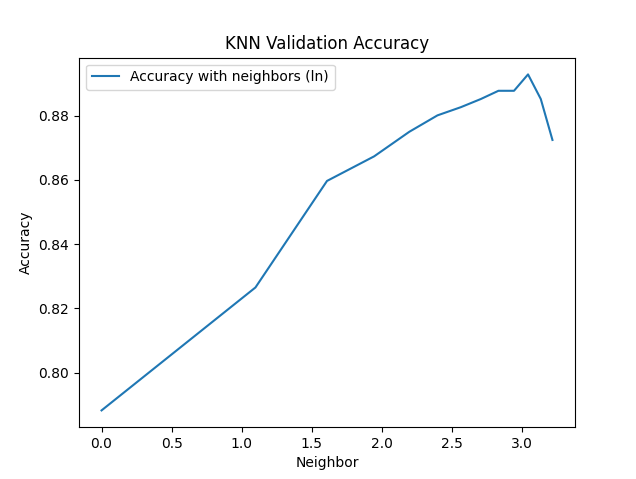 KNN Validation Accuracy
Accuracy with neighbors (ln)
Accuracy
0.88
0.86
0.84
0.82
0.80
0.0 0.5 1.0 1.5 2.0 2.5 3.0
Neighbor